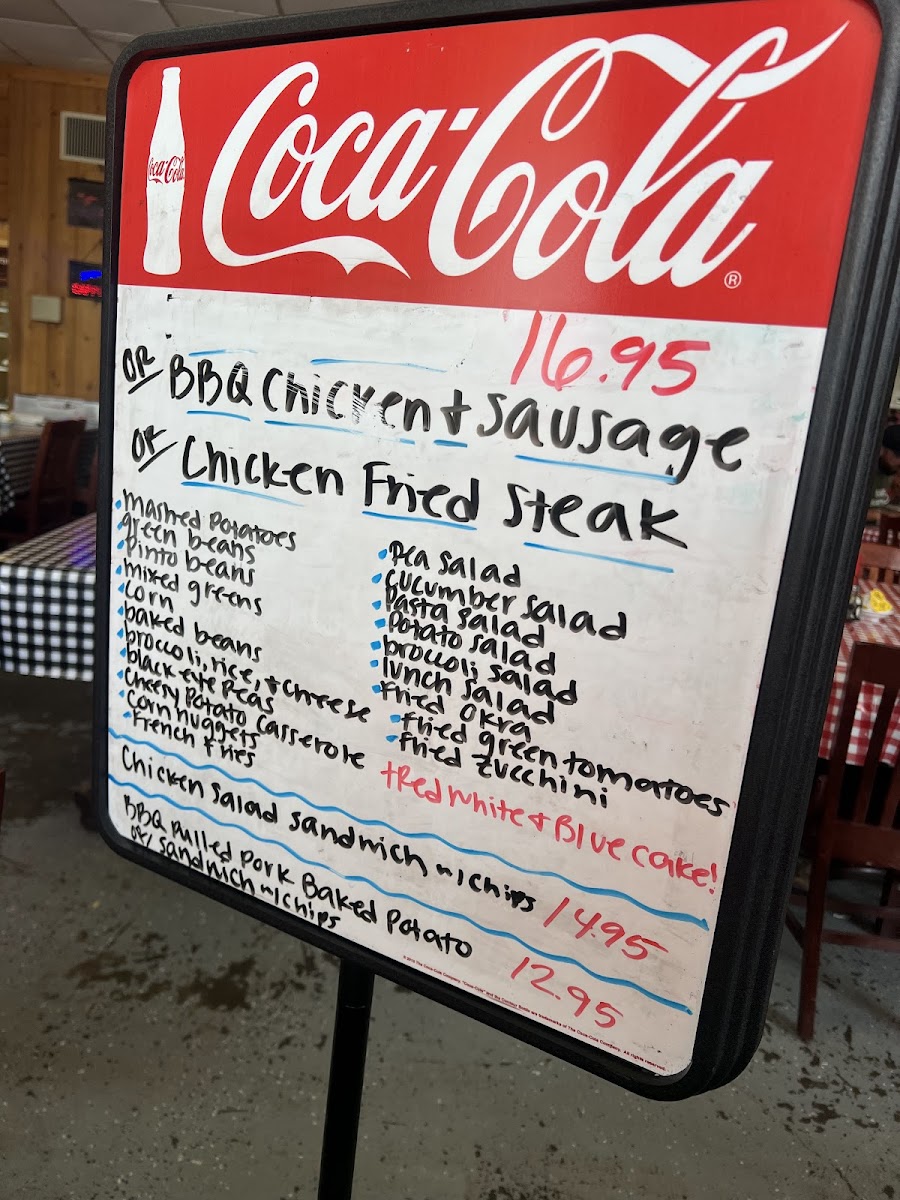 Coca-Cola
Coca-Cola
®
16.95
OR BBQ Chicken + Sausage
OR Chicken Fried Steak
• mashed potatoes
• green beans
• Pinto beans
• mixed greens
• Corn
• baked beans
• broccoli, rice, + cheese
• black eye peas
• Cheesy Potato Casserole
• Corn nuggets
• French fries
• Pea Salad
• Cucumber Salad
• Pasta Salad
• Potato Salad
• broccoli Salad
• lunch Salad
• Fried Okra
• fried green tomatoes
• fried Zucchini
+Red White + Blue cake!
Chicken Salad Sandwich w/ Chips 14.95
BBQ Pulled Pork Baked Potato
or/ Sandwich w/ chips 12.95